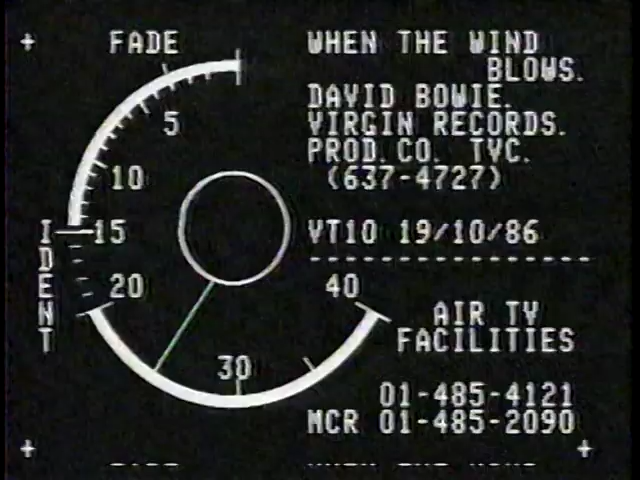 FADE
5
10
15
20
30
40
IDENT
WHEN THE WIND
BLOWS.
DAVID BOWIE.
VIRGIN RECORDS.
PROD.CO. TVC.
(637-4727)
VT10 19/10/86
--------------------
AIR TV
FACILITIES
01-485-4121
MCR 01-485-2090